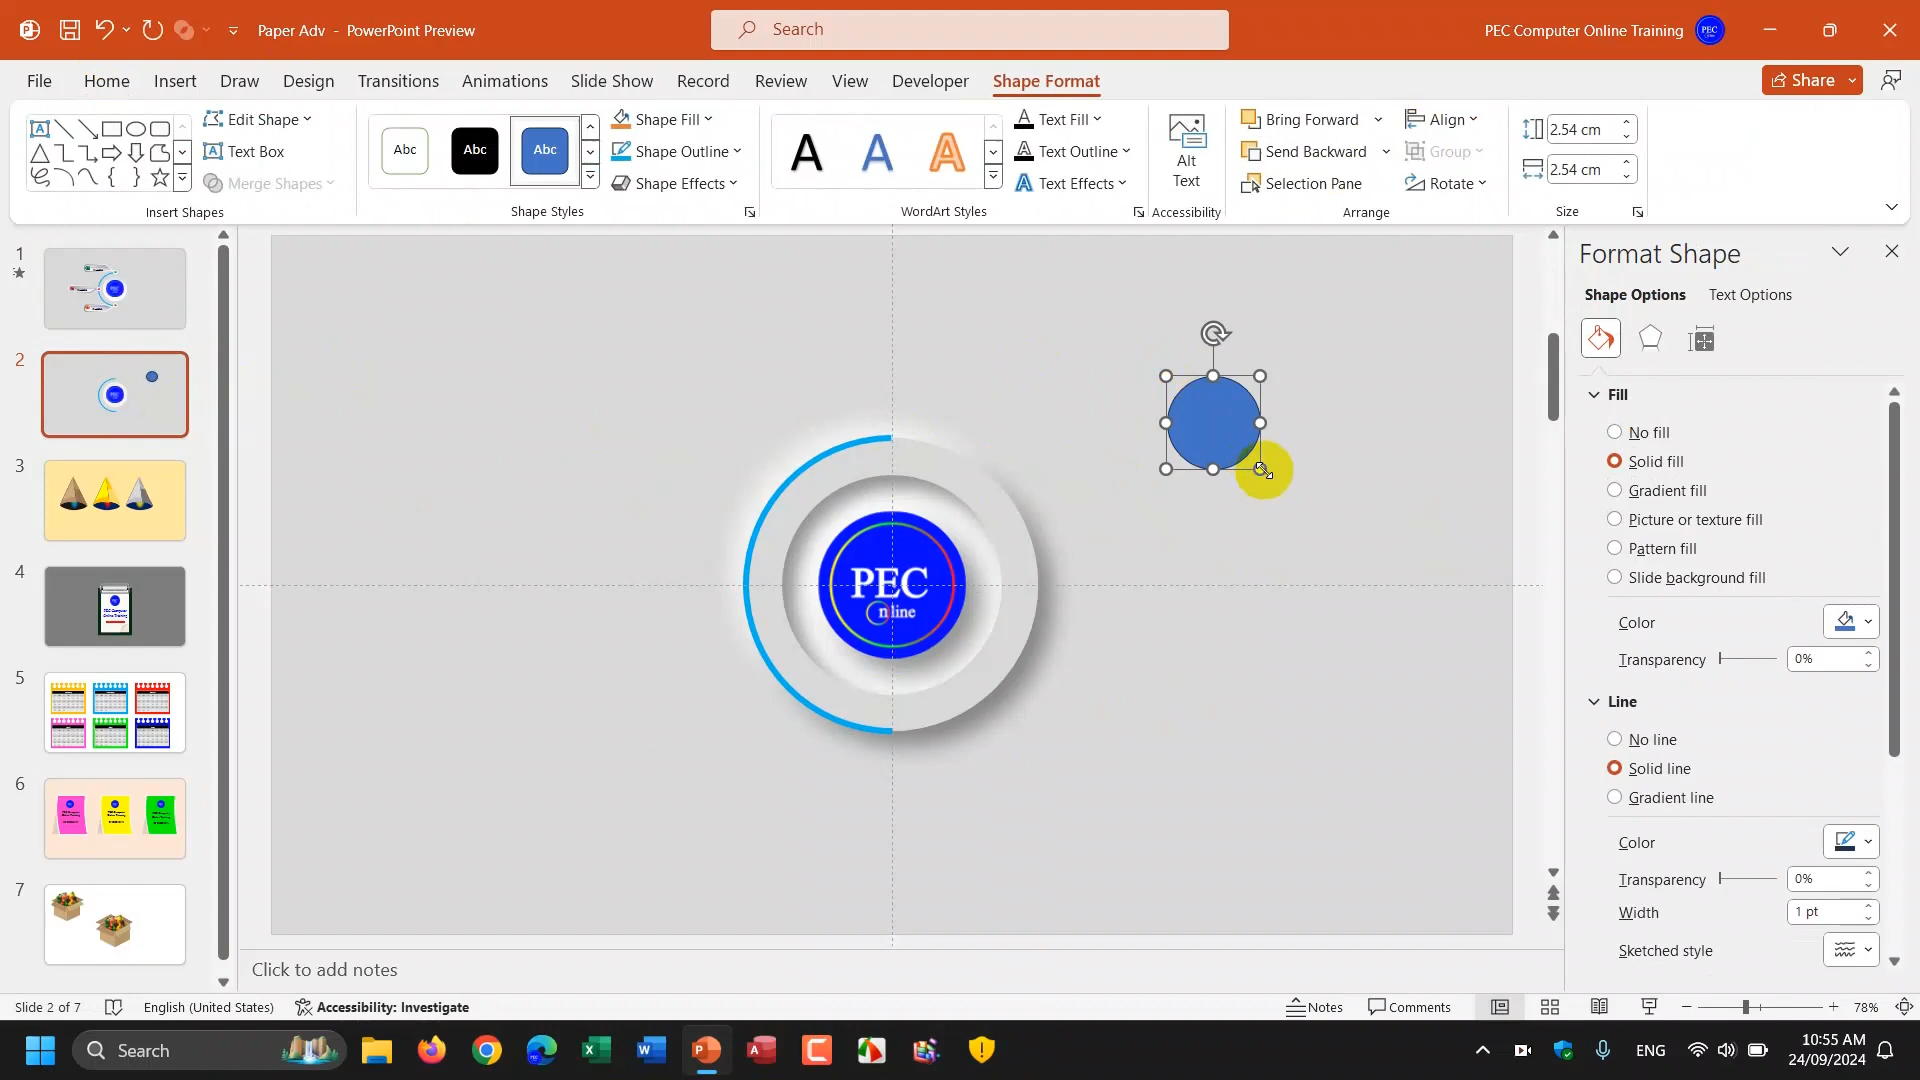 Paper Adv - PowerPoint Preview
Search
PEC Computer Online Training
File
Home
Insert
Draw
Design
Transitions
Animations
Slide Show
Record
Review
View
Developer
Shape Format
Share
Edit Shape
Text Box
Merge Shapes
Insert Shapes
Abc
Abc
Abc
Shape Fill
Shape Outline
Shape Effects
Shape Styles
A
A
A
Text Fill
Text Outline
Text Effects
WordArt Styles
Alt
Text
Accessibility
Bring Forward
Send Backward
Selection Pane
Align
Group
Rotate
Arrange
2.54 cm
2.54 cm
Size
1
2
3
4
5
6
7
PEC
nline
Format Shape
Shape Options
Text Options
Fill
No fill
Solid fill
Gradient fill
Picture or texture fill
Pattern fill
Slide background fill
Color
Transparency
0%
Line
No line
Solid line
Gradient line
Color
Transparency
0%
Width
1 pt
Sketched style
Click to add notes
Slide 2 of 7
English (United States)
Accessibility: Investigate
Notes
Comments
78%
Search
ENG
10:55 AM
24/09/2024